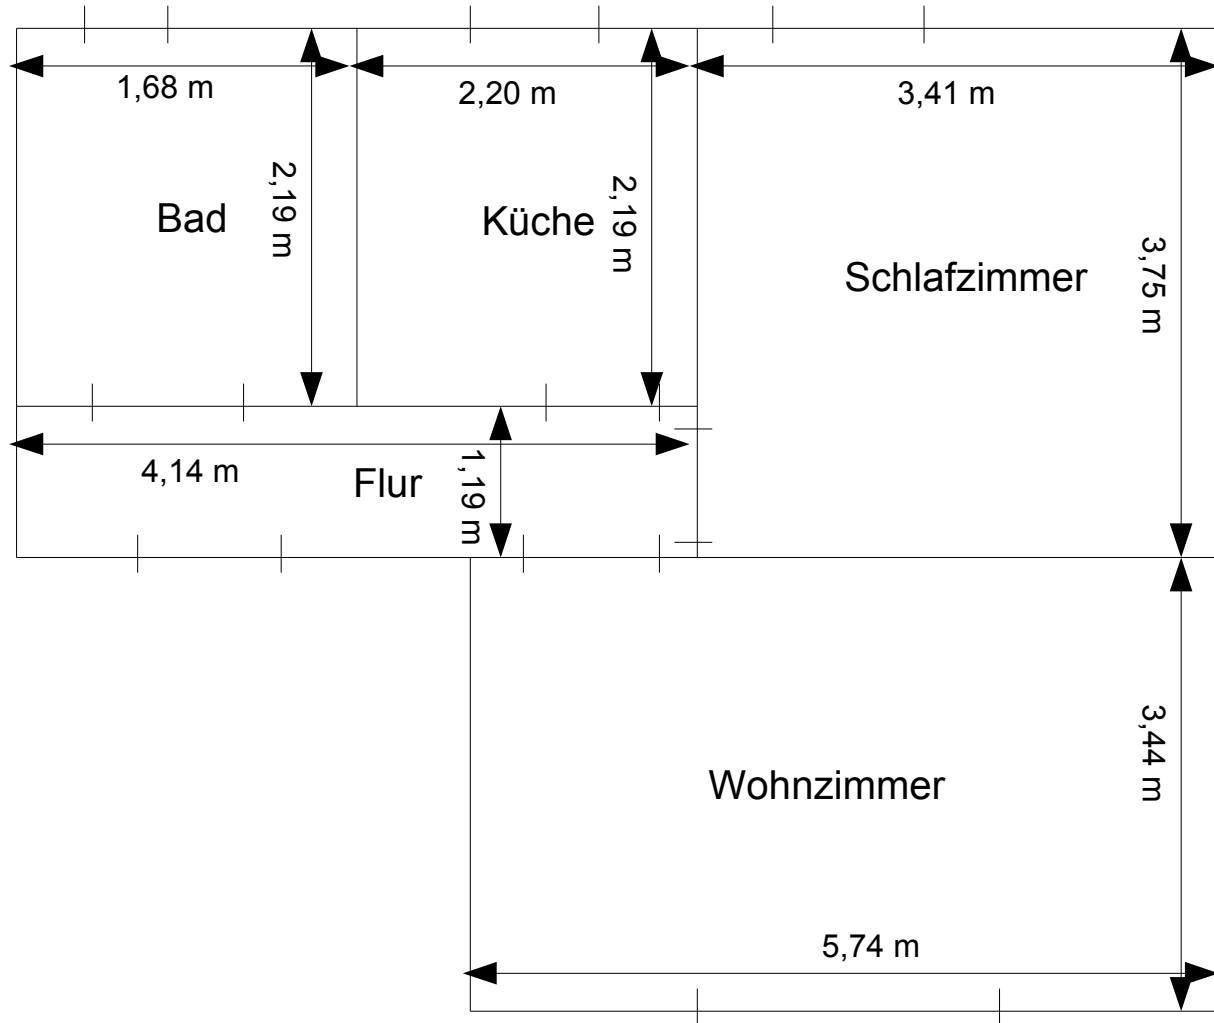 1,68 m
2,20 m
3,41 m
2,19 m
Bad
2,19 m
Küche
3,75 m
Schlafzimmer
4,14 m
Flur
1,19 m
3,44 m
Wohnzimmer
5,74 m